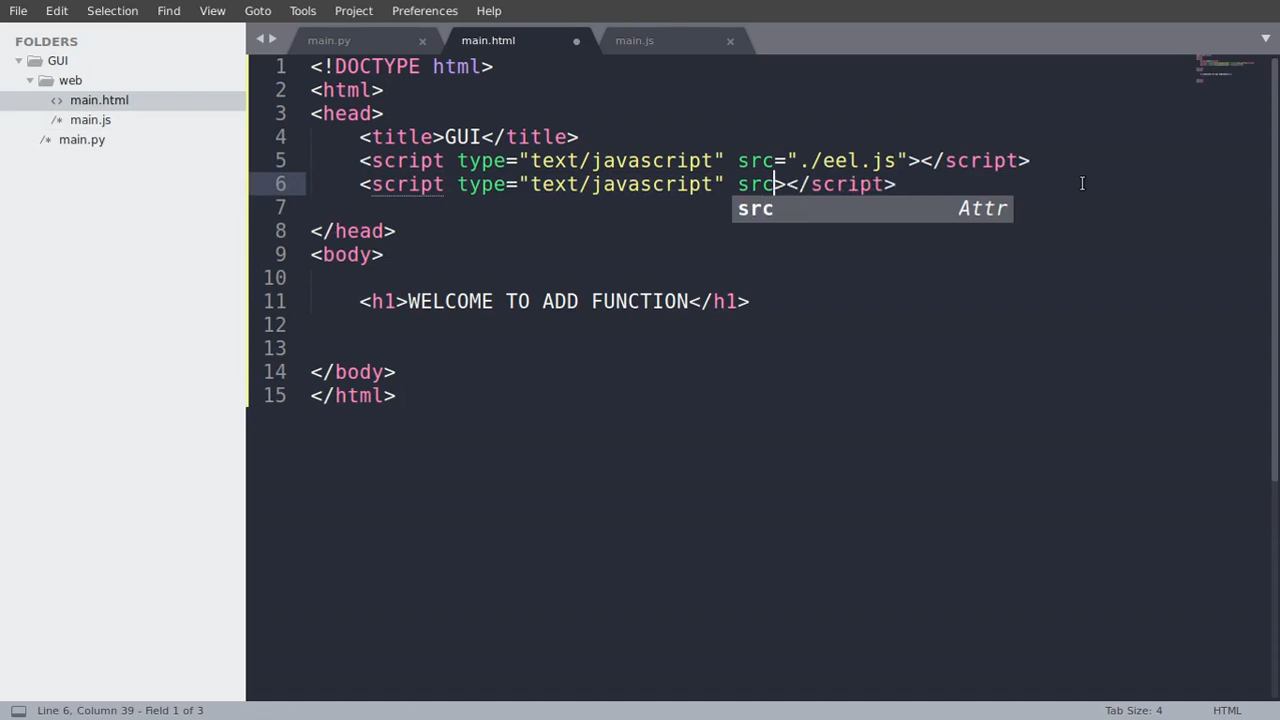 File Edit Selection Find View Goto Tools Project Preferences Help
FOLDERS
GUI
web
main.html
main.js
main.py
main.py
main.html
main.js
1 <!DOCTYPE html>
2 <html>
3 <head>
4 <title>GUI</title>
5 <script type="text/javascript" src="./eel.js"></script>
6 <script type="text/javascript" src></script>
src Attr
7
8 </head>
9 <body>
10
11 <h1>WELCOME TO ADD FUNCTION</h1>
12
13
14 </body>
15 </html>
Line 6, Column 39 - Field 1 of 3
Tab Size: 4
HTML